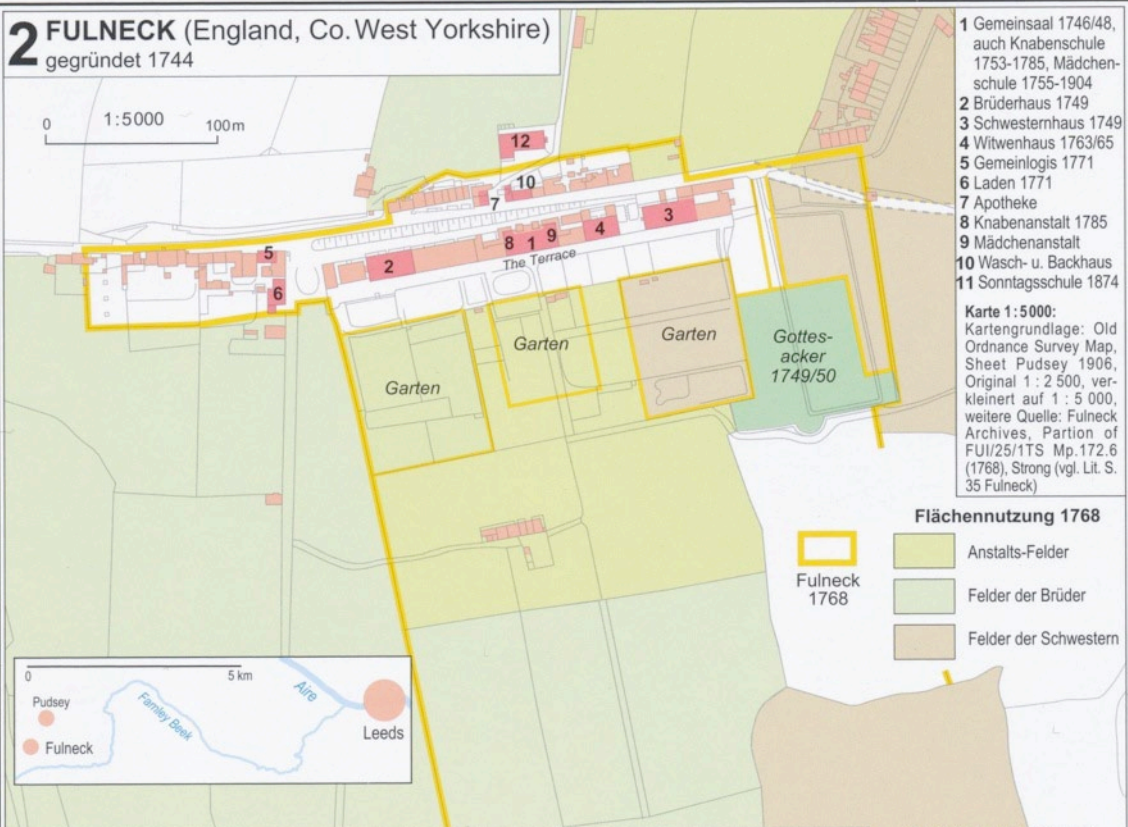 2 FULNECK (England, Co. West Yorkshire)
gegründet 1744
0 1:5000 100m
1 Gemeinsaal 1746/48,
auch Knabenschule
1753-1785, Mädchen-
schule 1755-1904
2 Brüderhaus 1749
3 Schwesternhaus 1749
4 Witwenhaus 1763/65
5 Gemeinlogis 1771
6 Laden 1771
7 Apotheke
8 Knabenanstalt 1785
9 Mädchenanstalt
10 Wasch- u. Backhaus
11 Sonntagsschule 1874
Karte 1:5000:
Kartengrundlage: Old
Ordnance Survey Map,
Sheet Pudsey 1906,
Original 1 : 2 500, ver-
kleinert auf 1 : 5 000,
weitere Quelle: Fulneck
Archives, Partion of
FUI/25/1TS Mp.172.6
(1768), Strong (vgl. Lit. S.
35 Fulneck)
12
10
7
5
6
2
8 1 9
4
3
The Terrace
Garten
Garten
Garten
Gottes-
acker
1749/50
Flächennutzung 1768
Fulneck
1768
Anstalts-Felder
Felder der Brüder
Felder der Schwestern
0 5 km
Pudsey
Fulneck
Farnley Beek
Aire
Leeds